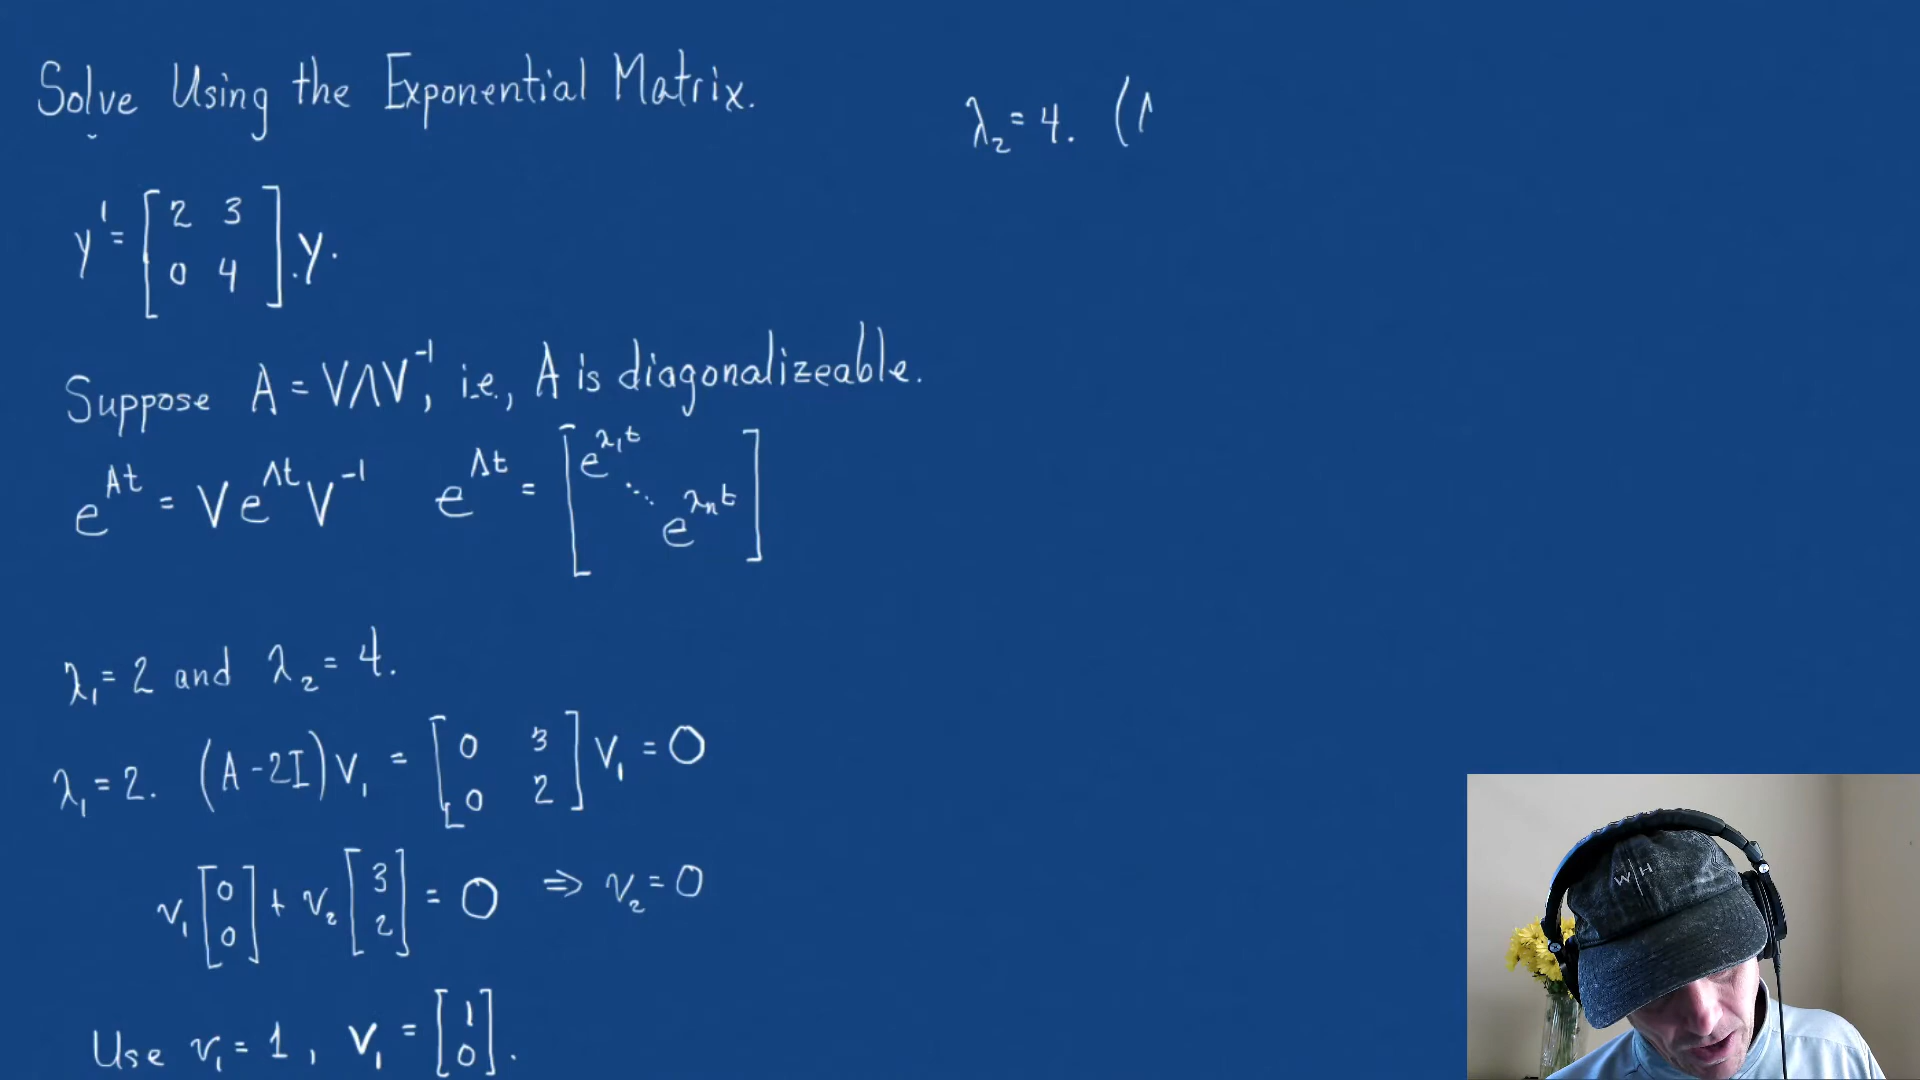 Solve Using the Exponential Matrix.
y' = [2 3; 0 4].y.
Suppose A = VΛV⁻¹, i.e., A is diagonalizeable.
e^{At} = Ve^{Λt}V⁻¹ e^{Λt} = [e^{λ₁t} ⋱ e^{λₙt}]
λ₁ = 2 and λ₂ = 4.
λ₁ = 2. (A - 2I)v₁ = [0 3; 0 2]v₁ = 0
v₁[0; 0] + v₂[3; 2] = 0 ⇒ v₂ = 0
Use v₁ = 1, v₁ = [1; 0].
λ₂ = 4. (
W|H